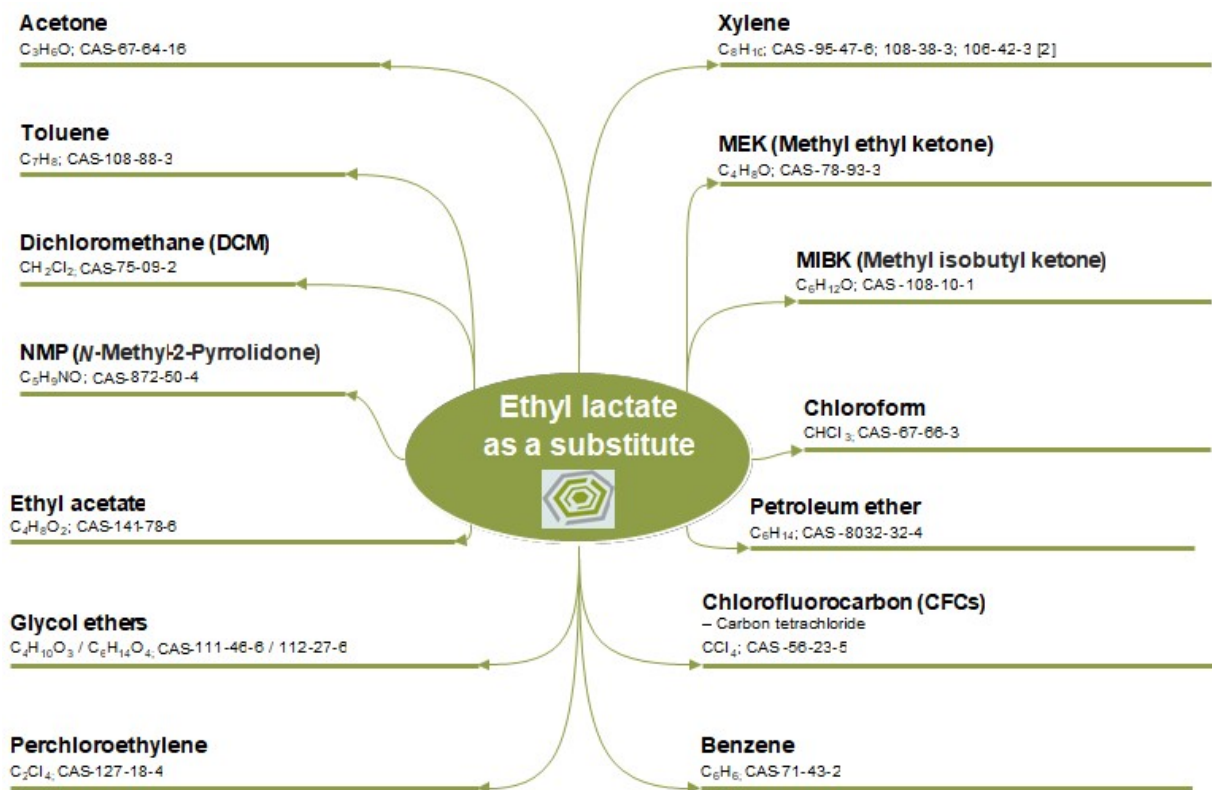 Acetone
C₃H₆O; CAS-67-64-16
Toluene
C₇H₈; CAS-108-88-3
Dichloromethane (DCM)
CH₂Cl₂; CAS-75-09-2
NMP (N-Methyl-2-Pyrrolidone)
C₅H₉NO; CAS-872-50-4
Ethyl acetate
C₄H₈O₂; CAS-141-78-6
Glycol ethers
C₄H₁₀O₃ / C₆H₁₄O₄; CAS-111-46-6 / 112-27-6
Perchloroethylene
C₂Cl₄; CAS-127-18-4
Ethyl lactate
as a substitute
Xylene
C₈H₁₀; CAS-95-47-6; 108-38-3; 106-42-3 [2]
MEK (Methyl ethyl ketone)
C₄H₈O; CAS-78-93-3
MIBK (Methyl isobutyl ketone)
C₆H₁₂O; CAS-108-10-1
Chloroform
CHCl₃; CAS-67-66-3
Petroleum ether
C₆H₁₄; CAS-8032-32-4
Chlorofluorocarbon (CFCs)
– Carbon tetrachloride
CCl₄; CAS-56-23-5
Benzene
C₆H₆; CAS-71-43-2